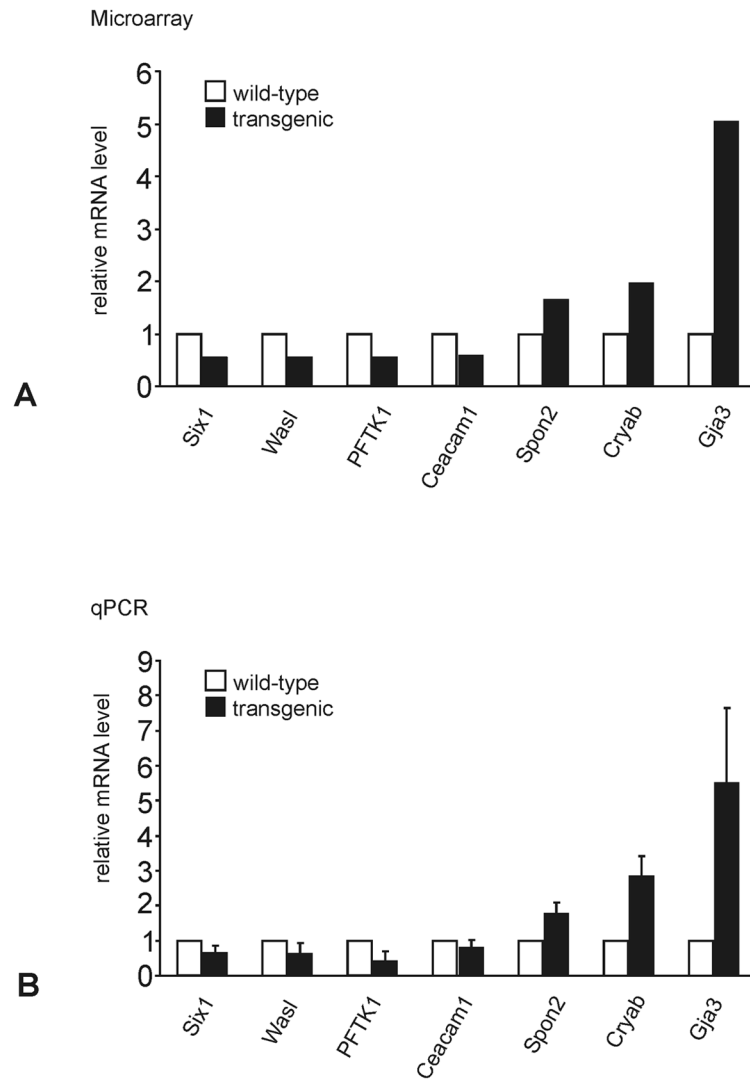 Microarray
relative mRNA level
6
5
4
3
2
1
0
wild-type
transgenic
A
Six1
Wasl
PFTK1
Ceacam1
Spon2
Cryab
Gja3
qPCR
relative mRNA level
9
8
7
6
5
4
3
2
1
0
wild-type
transgenic
B
Six1
Wasl
PFTK1
Ceacam1
Spon2
Cryab
Gja3